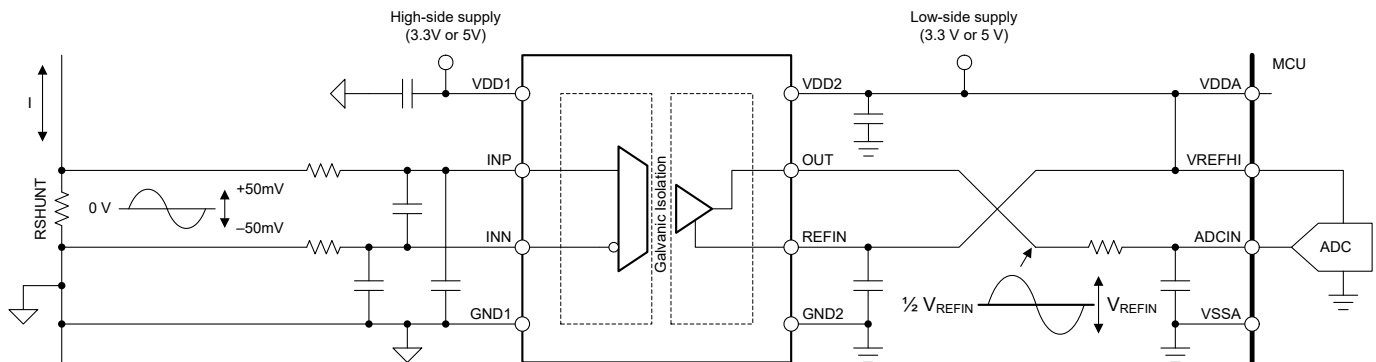 High-side supply
(3.3V or 5V)
Low-side supply
(3.3 V or 5 V)
MCU
VDD1
VDD2
VDDA
I
INP
OUT
VREFHI
RSHUNT
0 V
+50mV
–50mV
Galvanic Isolation
INN
REFIN
ADCIN
ADC
½ VREFIN
VREFIN
GND1
GND2
VSSA